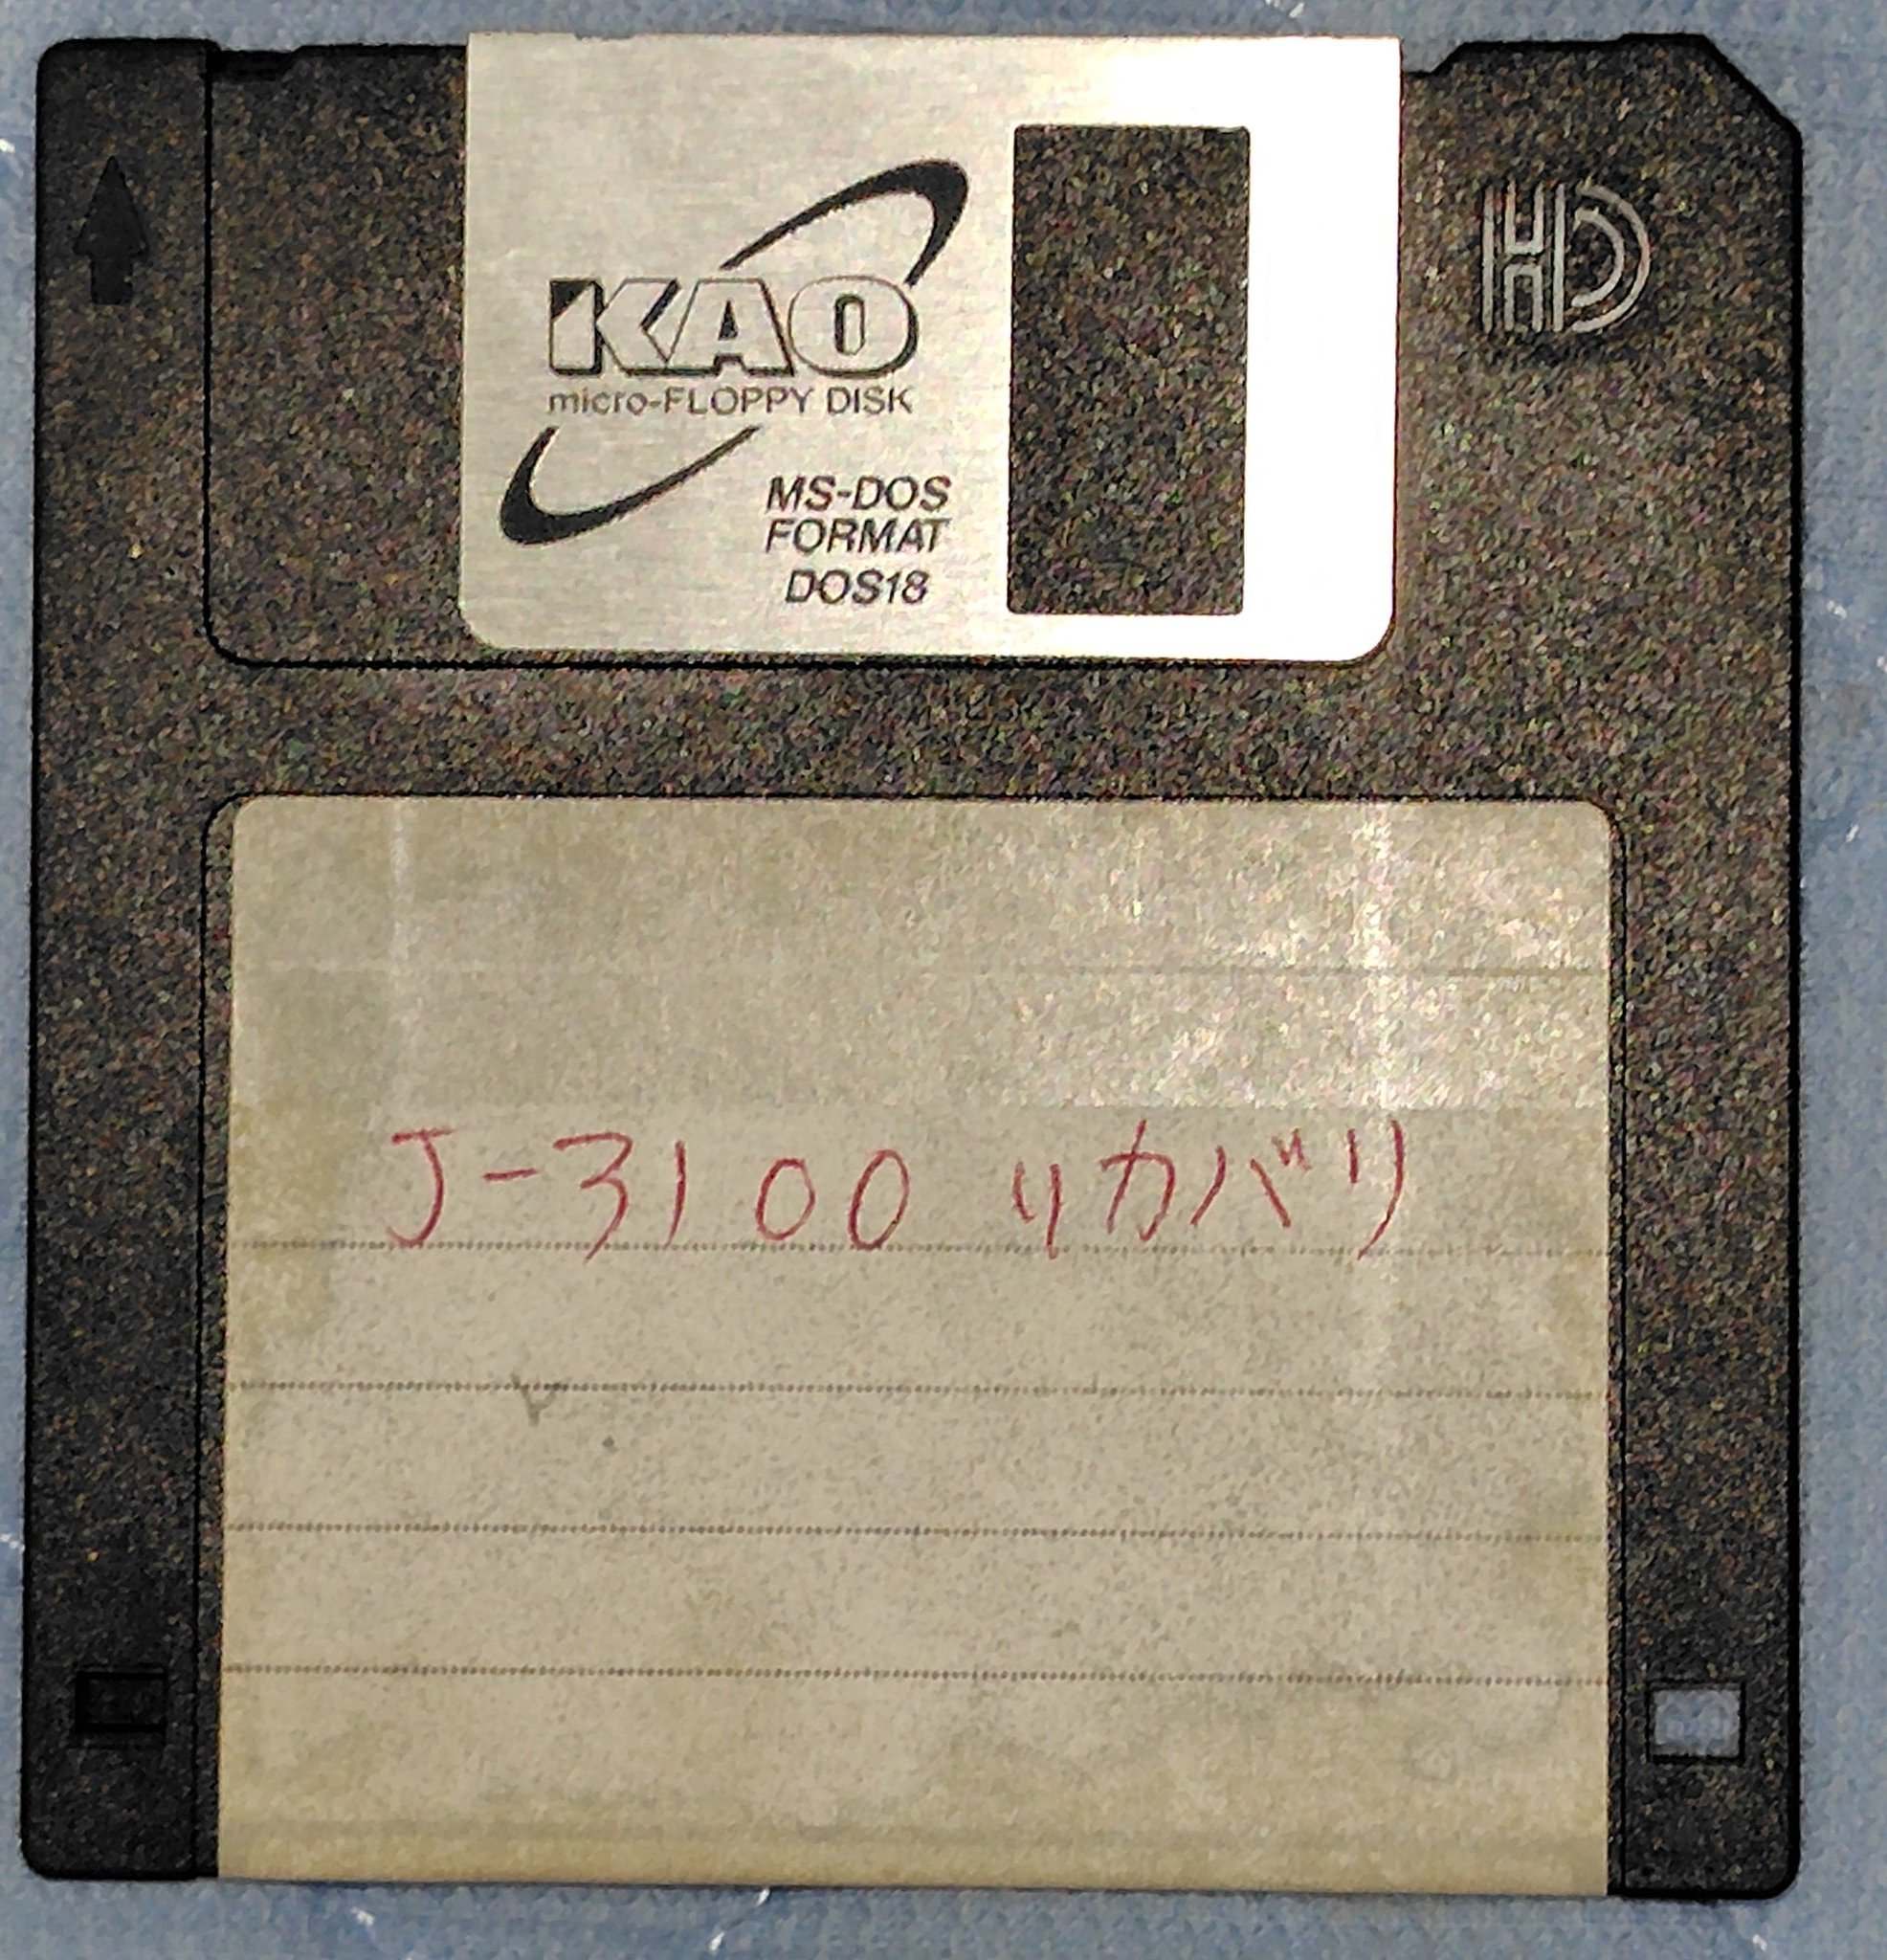 KAO
micro-FLOPPY DISK
MS-DOS
FORMAT
DOS18
HD
J-3100 リカバリ